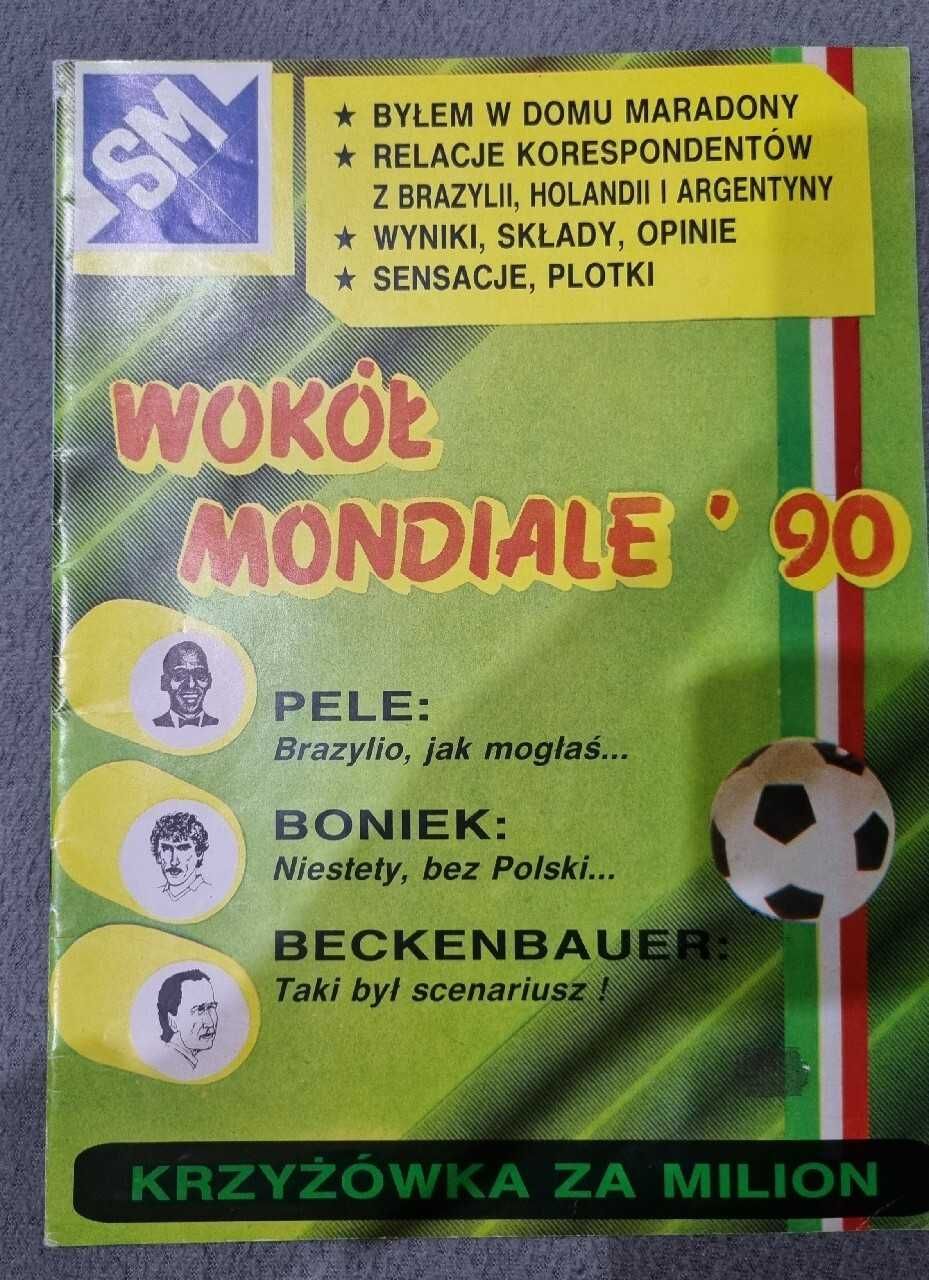 SM
★ BYŁEM W DOMU MARADONY
★ RELACJE KORESPONDENTÓW
Z BRAZYLII, HOLANDII I ARGENTYNY
★ WYNIKI, SKŁADY, OPINIE
★ SENSACJE, PLOTKI
WOKÓŁ
MONDIALE '90
PELE:
Brazylio, jak mogłaś...
BONIEK:
Niestety, bez Polski...
BECKENBAUER:
Taki był scenariusz !
KRZYŻÓWKA ZA MILION